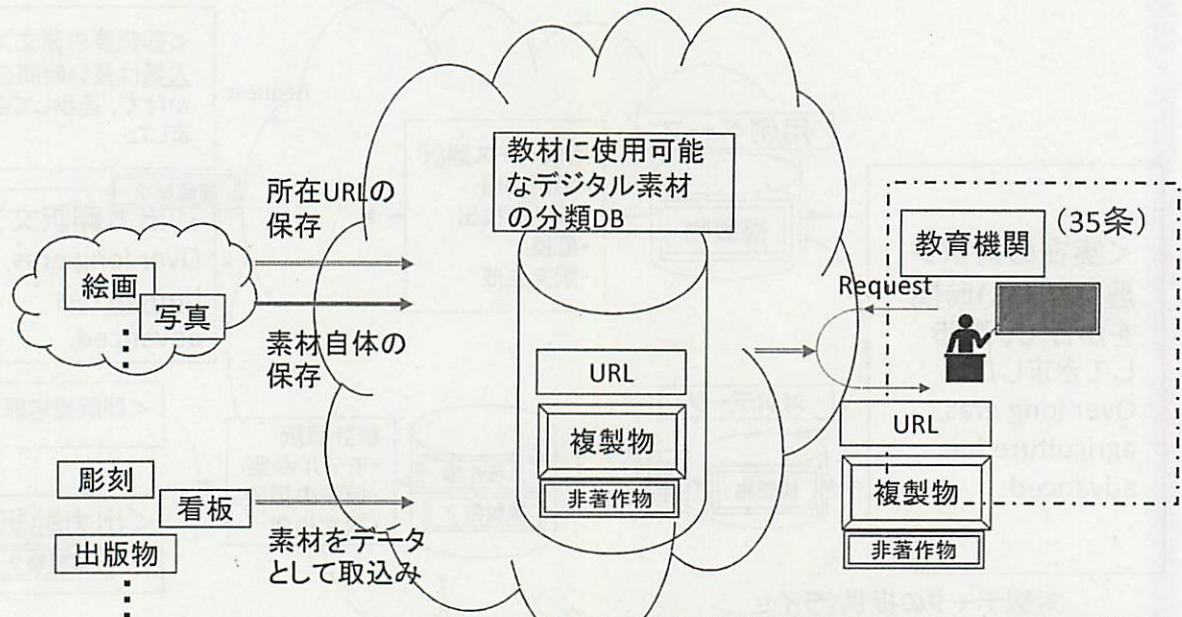 教材に使用可能
なデジタル素材
の分類DB
所在URLの
保存
絵画
写真
素材自体の
保存
彫刻
看板
出版物
素材をデータ
として取込み
URL
複製物
非著作物
教育機関
(35条)
Request
URL
複製物
非著作物